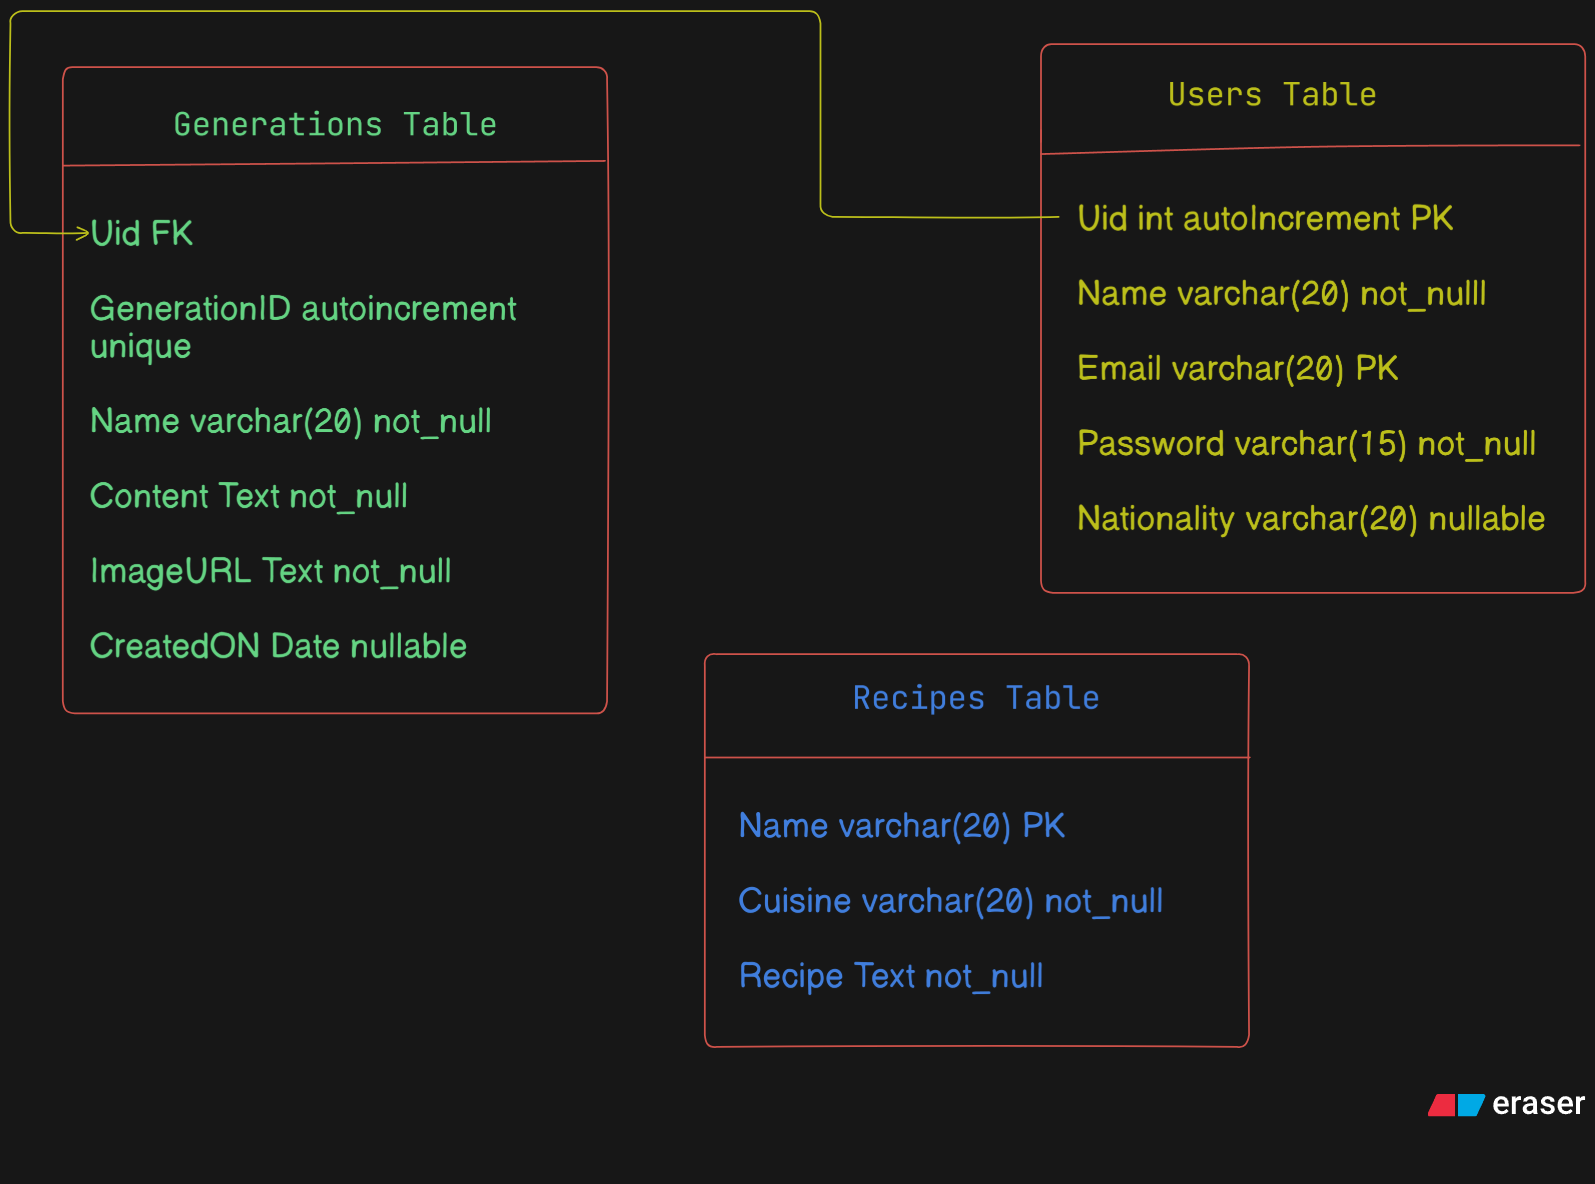 Generations Table
Uid FK
GenerationID autoincrement
unique
Name varchar(20) not_null
Content Text not_null
ImageURL Text not_null
CreatedON Date nullable
Users Table
Uid int autoIncrement PK
Name varchar(20) not_nulll
Email varchar(20) PK
Password varchar(15) not_null
Nationality varchar(20) nullable
Recipes Table
Name varchar(20) PK
Cuisine varchar(20) not_null
Recipe Text not_null
eraser